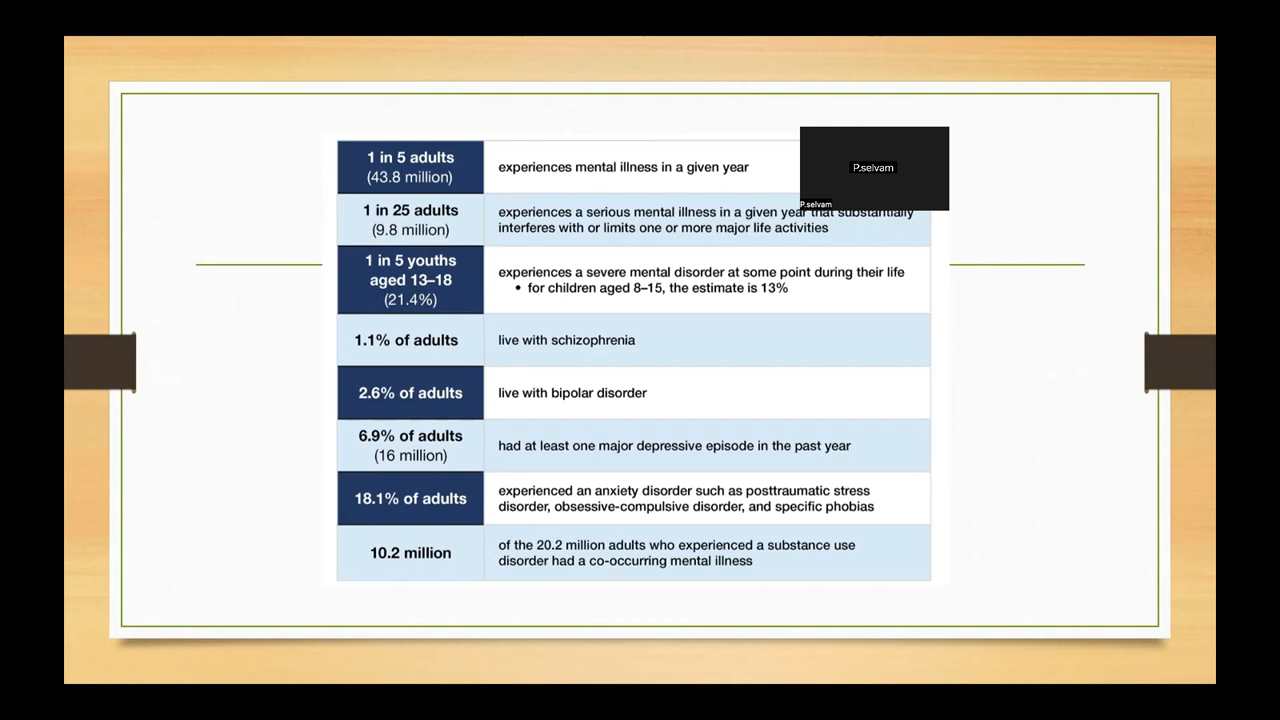 1 in 5 adults
(43.8 million)
experiences mental illness in a given year
P.selvam
P.selvam
1 in 25 adults
(9.8 million)
experiences a serious mental illness in a given year that substantially
interferes with or limits one or more major life activities
1 in 5 youths
aged 13–18
(21.4%)
experiences a severe mental disorder at some point during their life
• for children aged 8–15, the estimate is 13%
1.1% of adults
live with schizophrenia
2.6% of adults
live with bipolar disorder
6.9% of adults
(16 million)
had at least one major depressive episode in the past year
18.1% of adults
experienced an anxiety disorder such as posttraumatic stress
disorder, obsessive-compulsive disorder, and specific phobias
10.2 million
of the 20.2 million adults who experienced a substance use
disorder had a co-occurring mental illness